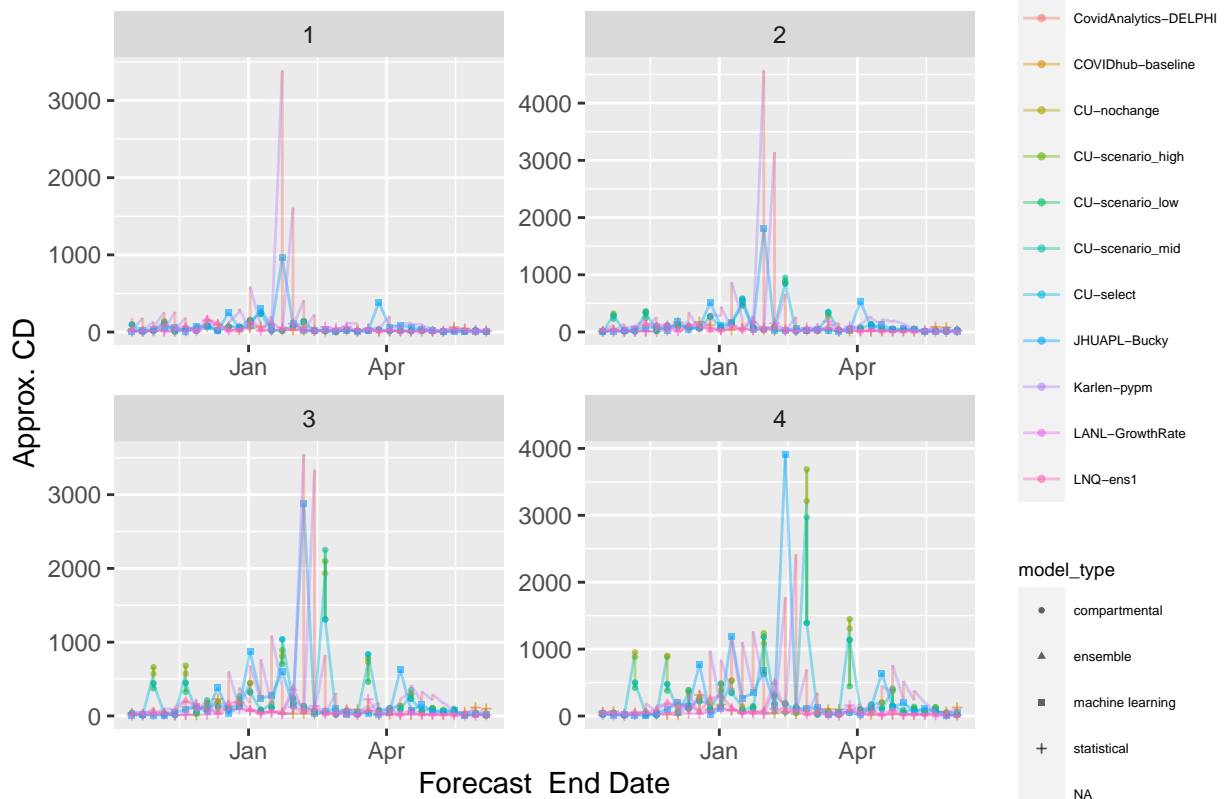 1
2
3000
2000
1000
0
4000
3000
2000
1000
0
Jan
Apr
Jan
Apr
3
4
3000
2000
1000
0
4000
3000
2000
1000
0
Jan
Apr
Jan
Apr
Approx. CD
Forecast  End Date
CovidAnalytics−DELPHI
COVIDhub−baseline
CU−nochange
CU−scenario_high
CU−scenario_low
CU−scenario_mid
CU−select
JHUAPL−Bucky
Karlen−pypm
LANL−GrowthRate
LNQ−ens1
model_type
compartmental
ensemble
machine learning
statistical
NA